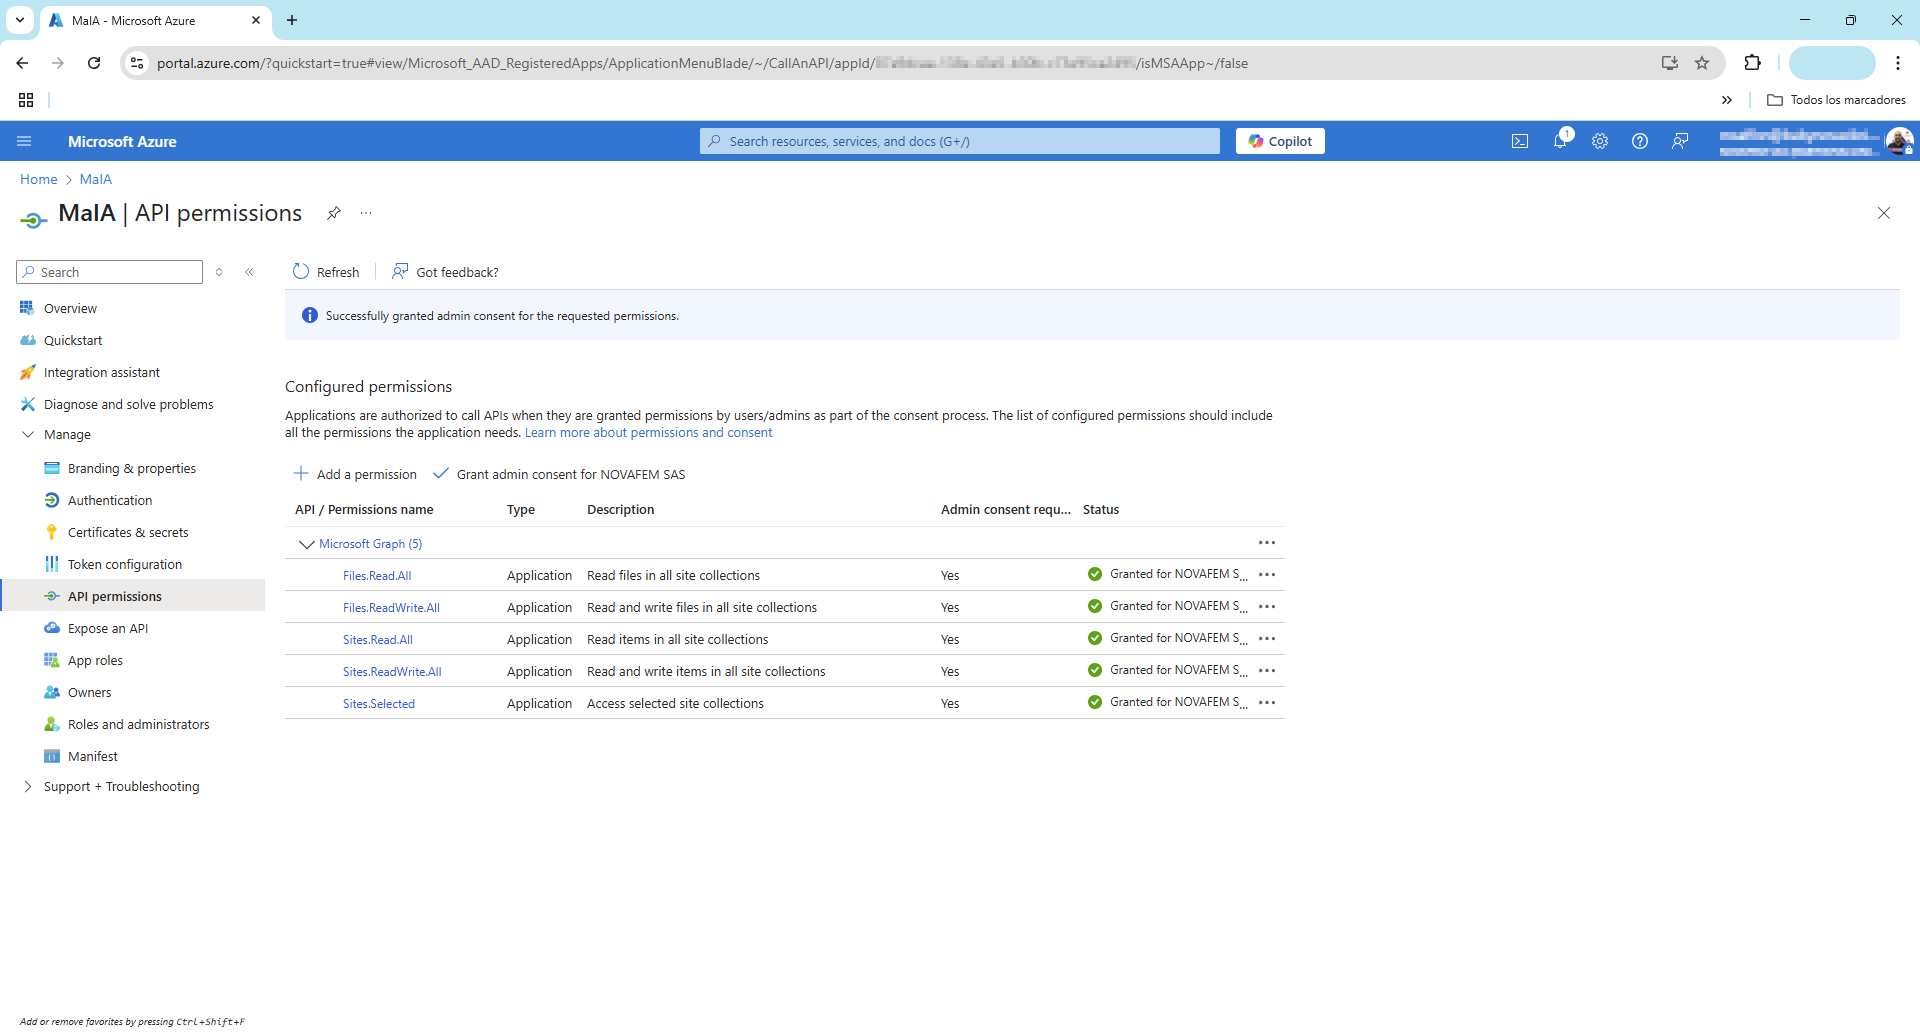 MaIA - Microsoft Azure
portal.azure.com/?quickstart=true#view/Microsoft_AAD_RegisteredApps/ApplicationMenuBlade/~/CallAnAPI/appId/ /isMSAApp~/false
Todos los marcadores
Microsoft Azure
Search resources, services, and docs (G+/)
Copilot
1
Home > MaIA
MaIA | API permissions
Search
Refresh
Got feedback?
Overview
Successfully granted admin consent for the requested permissions.
Quickstart
Integration assistant
Diagnose and solve problems
Manage
Branding & properties
Authentication
Certificates & secrets
Token configuration
API permissions
Expose an API
App roles
Owners
Roles and administrators
Manifest
Support + Troubleshooting
Configured permissions
Applications are authorized to call APIs when they are granted permissions by users/admins as part of the consent process. The list of configured permissions should include
all the permissions the application needs. Learn more about permissions and consent
Add a permission
Grant admin consent for NOVAFEM SAS
API / Permissions name Type Description Admin consent requ... Status
Microsoft Graph (5)
Files.Read.All Application Read files in all site collections Yes Granted for NOVAFEM S...
Files.ReadWrite.All Application Read and write files in all site collections Yes Granted for NOVAFEM S...
Sites.Read.All Application Read items in all site collections Yes Granted for NOVAFEM S...
Sites.ReadWrite.All Application Read and write items in all site collections Yes Granted for NOVAFEM S...
Sites.Selected Application Access selected site collections Yes Granted for NOVAFEM S...
Add or remove favorites by pressing Ctrl+Shift+F